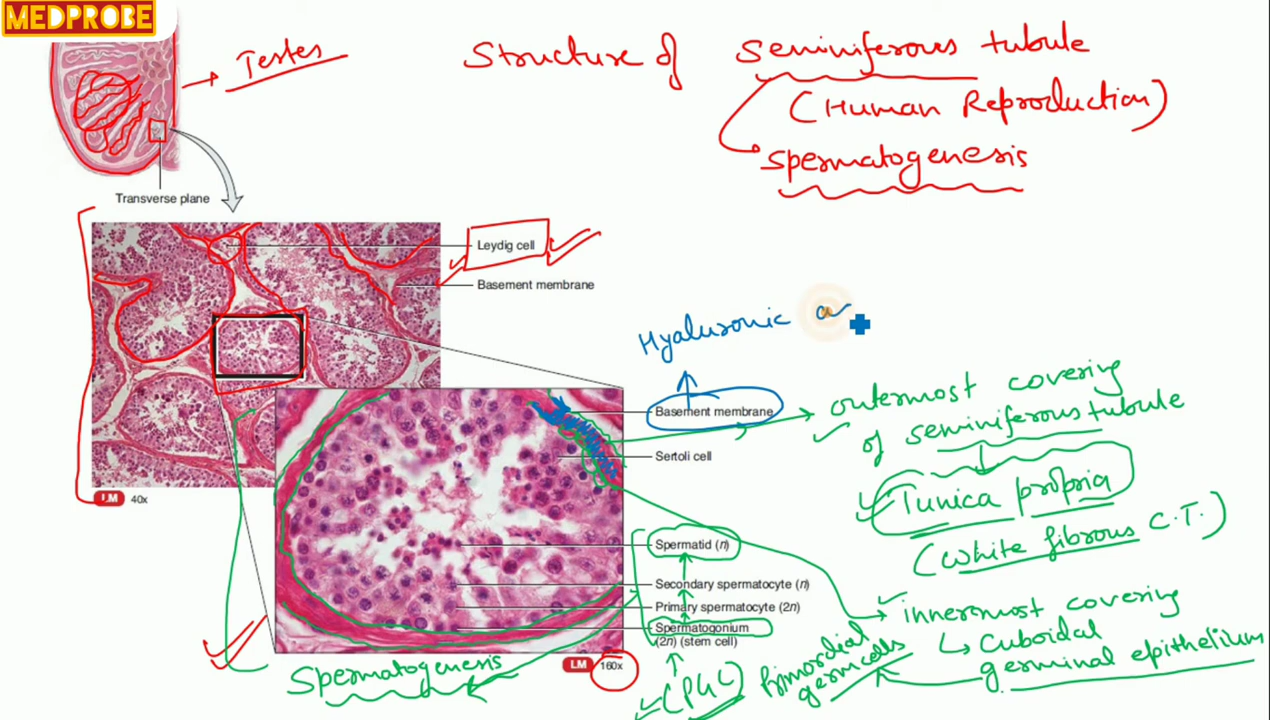 MEDPROBE
Testes
Structure of seminiferous tubule
(Human Reproduction)
spermatogenesis
Transverse plane
Leydig cell
Basement membrane
LM 40x
Hyaluronic a
Basement membrane
Sertoli cell
Spermatid (n)
Secondary spermatocyte (n)
Primary spermatocyte (2n)
Spermatogonium
(2n) (stem cell)
LM 160x
outermost covering
of seminiferous tubule
Tunica propria
(White fibrous C.T.)
innermost covering
Cuboidal
germinal epithelium
Spermatogenesis
(PGC) Primordial
germ cells